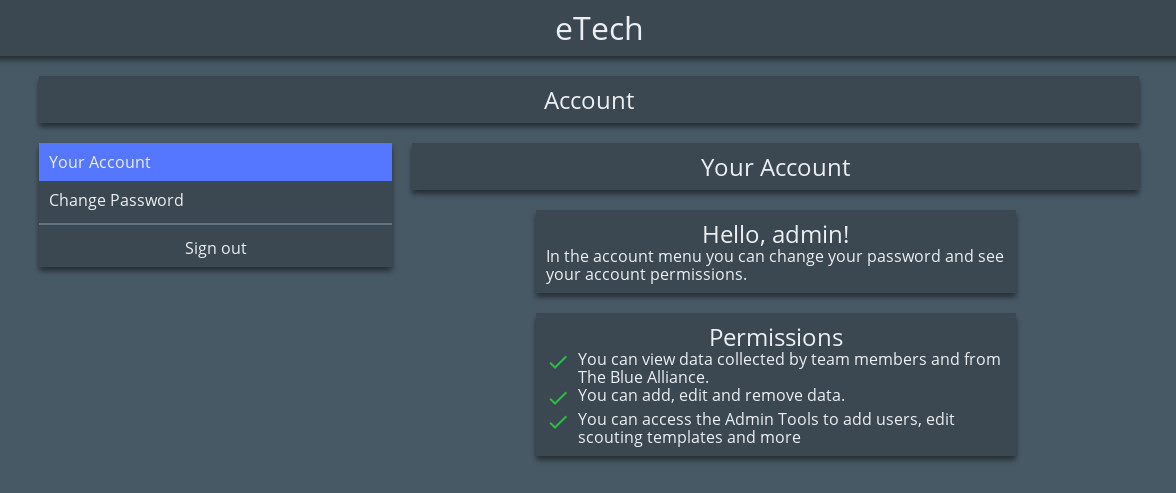 eTech
Account
Your Account
Change Password
Sign out
Your Account
Hello, admin!
In the account menu you can change your password and see
your account permissions.
Permissions
You can view data collected by team members and from
The Blue Alliance.
You can add, edit and remove data.
You can access the Admin Tools to add users, edit
scouting templates and more